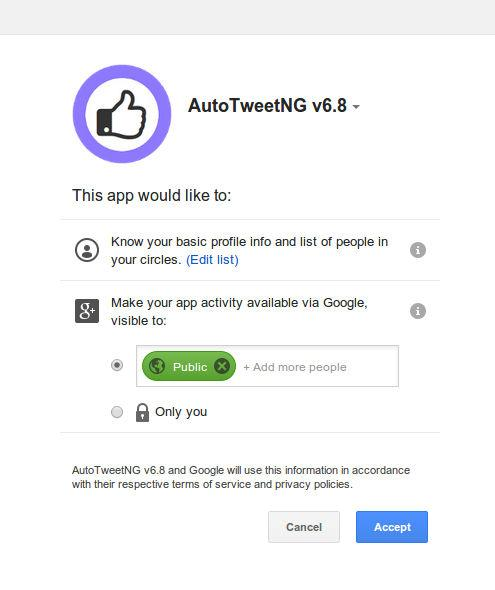 AutoTweetNG v6.8
This app would like to:
Know your basic profile info and list of people in
your circles. (Edit list)
Make your app activity available via Google,
visible to:
Public + Add more people
Only you
AutoTweetNG v6.8 and Google will use this information in accordance
with their respective terms of service and privacy policies.
Cancel Accept